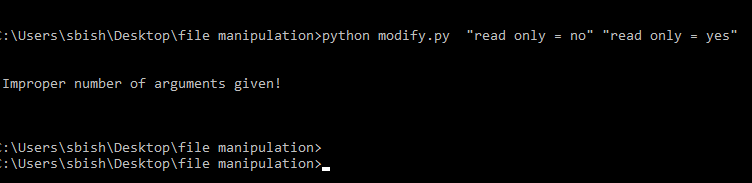 :\Users\sbish\Desktop\file manipulation>python modify.py  "read only = no" "read only = yes"
Improper number of arguments given!
:\Users\sbish\Desktop\file manipulation>
:\Users\sbish\Desktop\file manipulation>